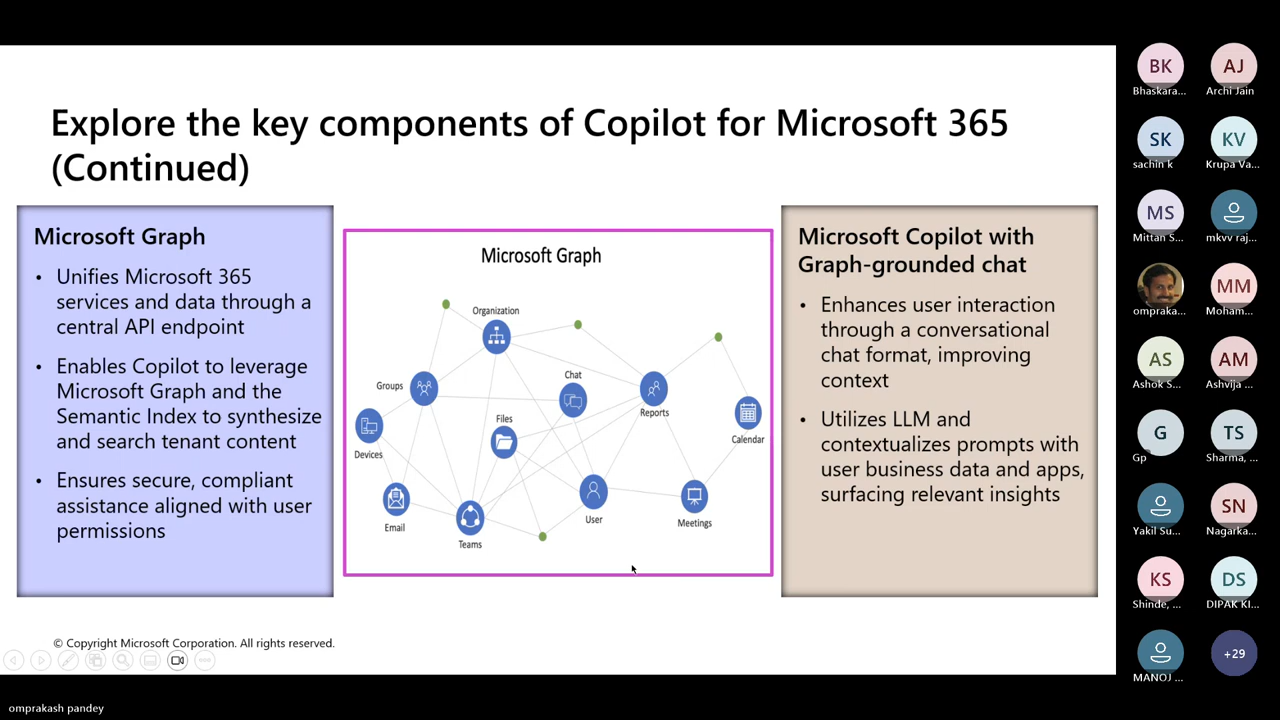 Explore the key components of Copilot for Microsoft 365
(Continued)
Microsoft Graph
• Unifies Microsoft 365
services and data through a
central API endpoint
• Enables Copilot to leverage
Microsoft Graph and the
Semantic Index to synthesize
and search tenant content
• Ensures secure, compliant
assistance aligned with user
permissions
Microsoft Graph
Organization
Groups
Chat
Reports
Files
Calendar
Devices
Email
Teams
User
Meetings
Microsoft Copilot with
Graph-grounded chat
• Enhances user interaction
through a conversational
chat format, improving
context
• Utilizes LLM and
contextualizes prompts with
user business data and apps,
surfacing relevant insights
© Copyright Microsoft Corporation. All rights reserved.
BK
AJ
Bhaskara...
Archi Jain
SK
KV
sachin k
Krupa Va...
MS
Mittan S...
mkvv raj...
MM
ompraka...
Moham...
AS
AM
Ashok S...
Ashvija ...
G
TS
Gp
Sharma, ...
SN
Yakil Su...
Nagarka...
KS
DS
Shinde, ...
DIPAK KI...
+29
MANOJ ...
omprakash pandey